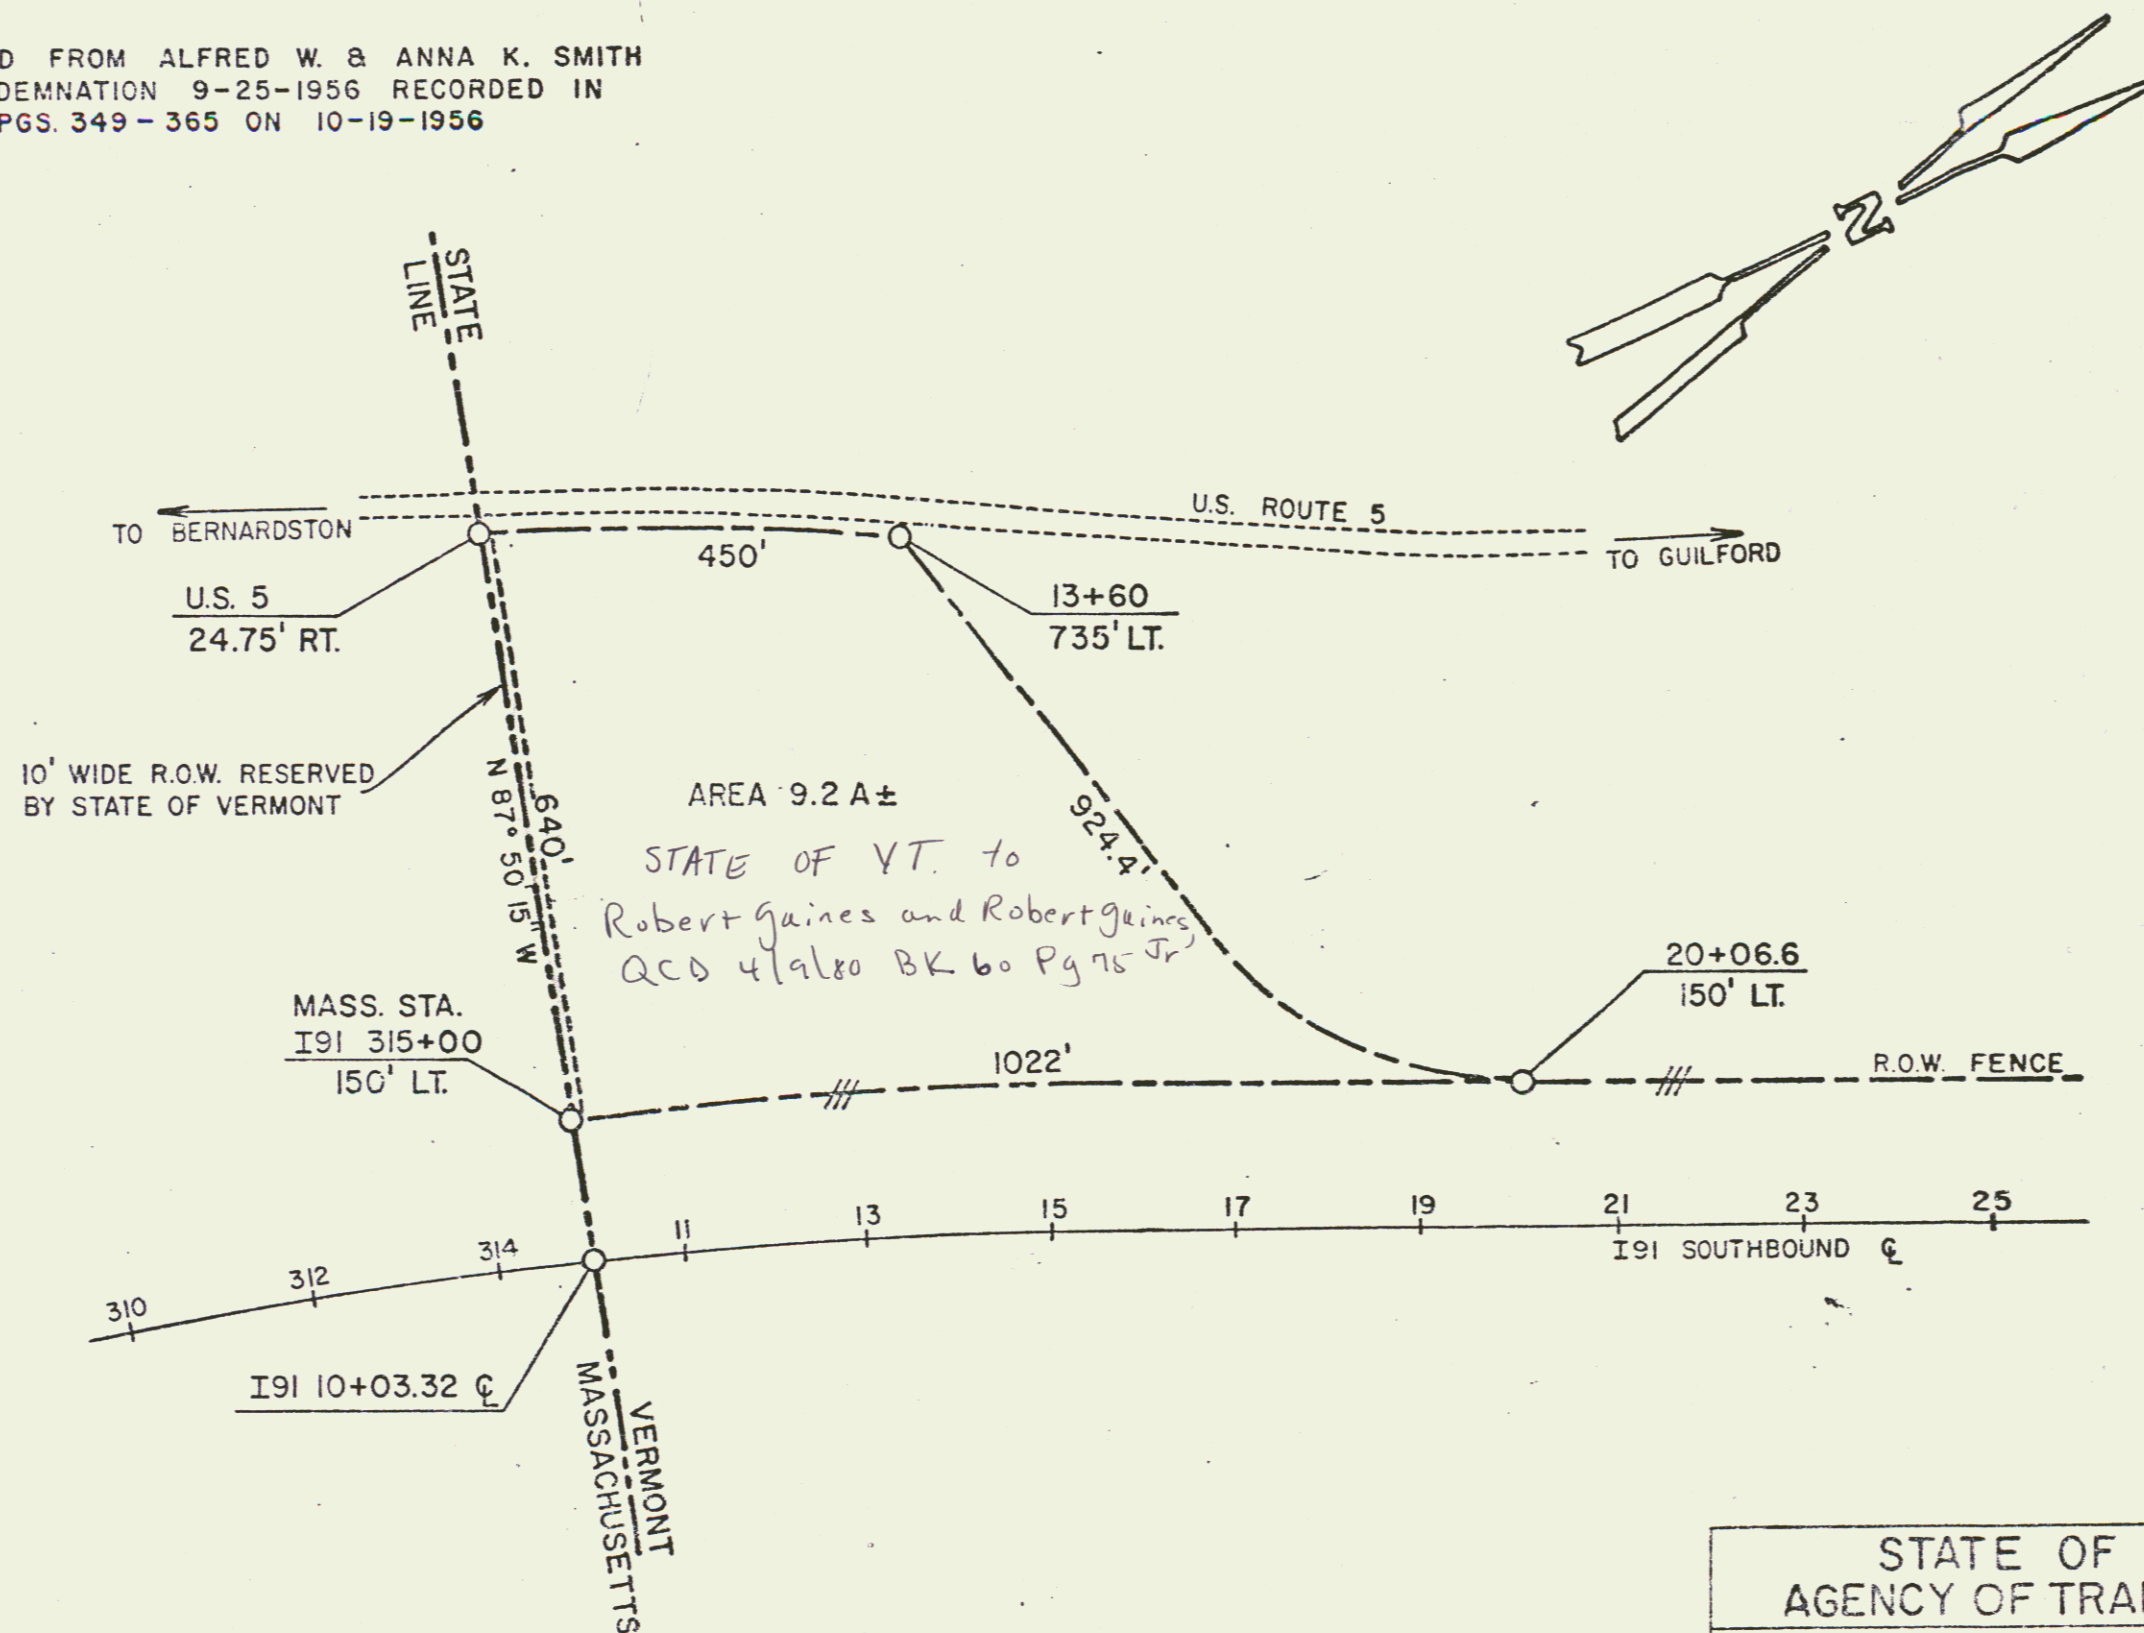 D FROM ALFRED W. & ANNA K. SMITH
DEMNATION 9-25-1956 RECORDED IN
PGS. 349-365 ON 10-19-1956
N
STATE
LINE
U.S. ROUTE 5
TO BERNARDSTON
TO GUILFORD
450'
U.S. 5
24.75' RT.
13+60
735' LT.
10' WIDE R.O.W. RESERVED
BY STATE OF VERMONT
N 87° 50' 15" W
640'
AREA 9.2 A±
924.4'
STATE OF VT. to
Robert Gaines and Robert Gaines,
Jr
QCD 4/9/80 BK 60 Pg 75
20+06.6
150' LT.
MASS. STA.
I91 315+00
150' LT.
1022'
R.O.W. FENCE
310
312
314
11
13
15
17
19
21
23
25
I91 SOUTHBOUND ℄
I91 10+03.32 ℄
VERMONT
MASSACHUSETTS
STATE OF
AGENCY OF TRA